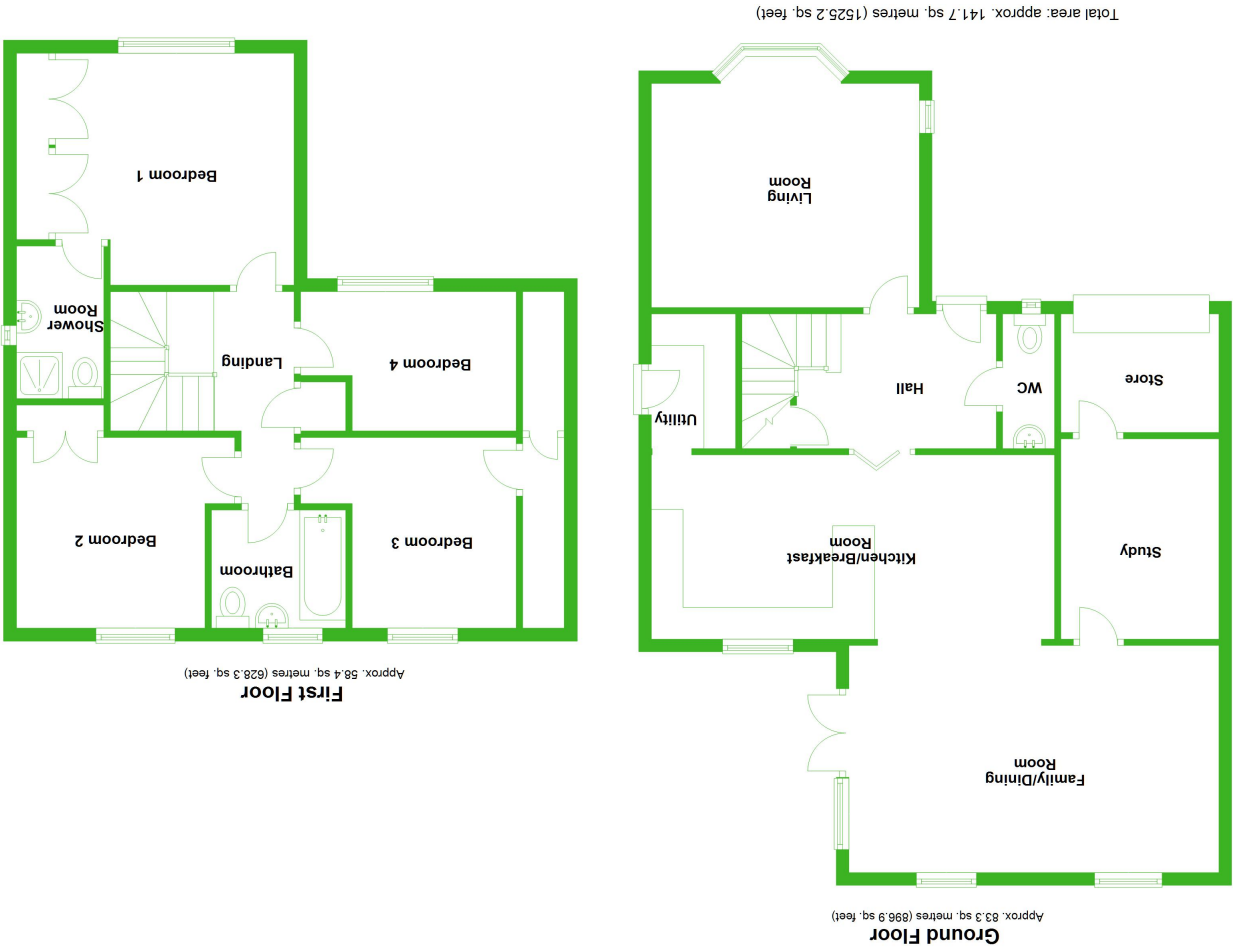 Ground Floor
Approx. 83.3 sq. metres (896.9 sq. feet)
Family/Dining
Room
Study
Kitchen/Breakfast
Room
Store
WC
Hall
Utility
Living
Room
First Floor
Approx. 58.4 sq. metres (628.3 sq. feet)
Bedroom 3
Bathroom
Bedroom 2
Bedroom 4
Landing
Shower
Room
Bedroom 1
Total area: approx. 141.7 sq. metres (1525.2 sq. feet)